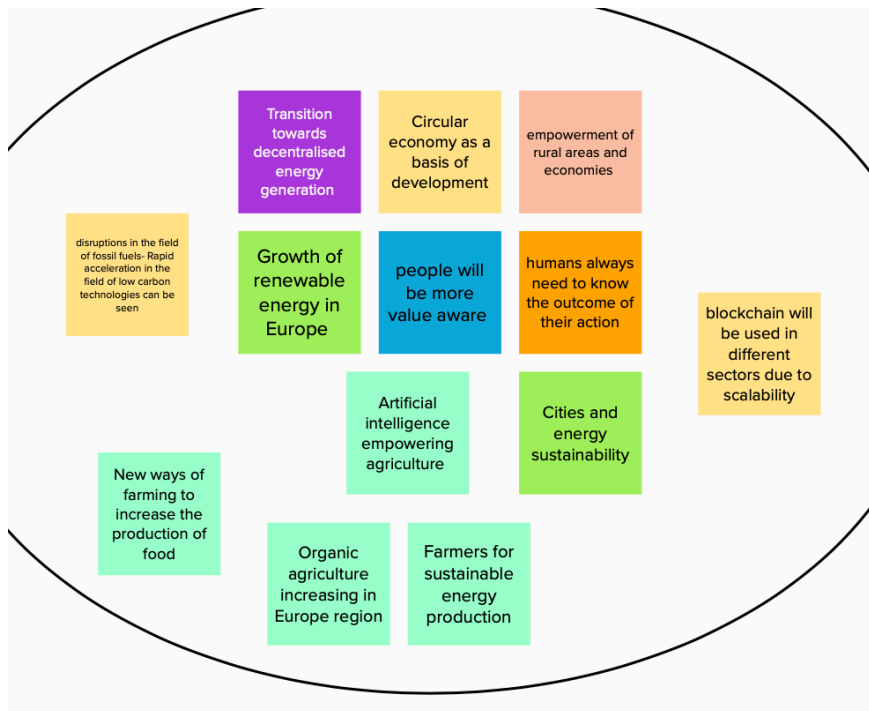 Transition
towards
decentralised
energy
generation
Circular
economy as a
basis of
development
empowerment of
rural areas and
economies
disruptions in the field
of fossil fuels- Rapid
acceleration in the
field of low carbon
technologies can be
seen
Growth of
renewable
energy in
Europe
people will
be more
value aware
humans always
need to know
the outcome of
their action
blockchain will
be used in
different
sectors due to
scalability
Artificial
intelligence
empowering
agriculture
Cities and
energy
sustainability
New ways of
farming to
increase the
production of
food
Organic
agriculture
increasing in
Europe region
Farmers for
sustainable
energy
production